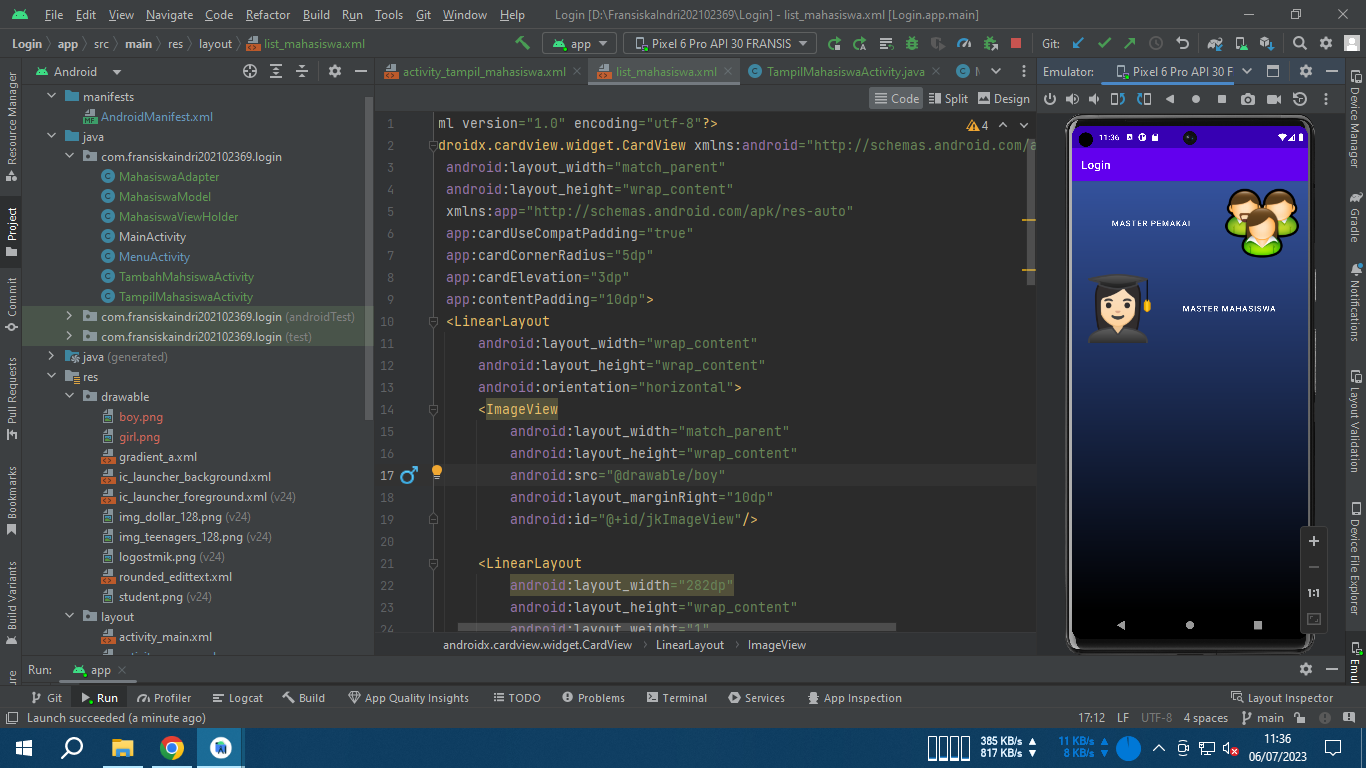 File Edit View Navigate Code Refactor Build Run Tools Git Window Help Login [D:\FransiskaIndri202102369\Login] - list_mahasiswa.xml [Login.app.main]
Login app src main res layout list_mahasiswa.xml app Pixel 6 Pro API 30 FRANSIS Git:
Android activity_tampil_mahasiswa.xml list_mahasiswa.xml TampilMahasiswaActivity.java Emulator: Pixel 6 Pro API 30 F
Code Split Design
Resource Manager
Project
Commit
Pull Requests
Bookmarks
Build Variants
manifests
AndroidManifest.xml
java
com.fransiskaindri202102369.login
MahasiswaAdapter
MahasiswaModel
MahasiswaViewHolder
MainActivity
MenuActivity
TambahMahsiswaActivity
TampilMahasiswaActivity
com.fransiskaindri202102369.login (androidTest)
com.fransiskaindri202102369.login (test)
java (generated)
res
drawable
boy.png
girl.png
gradient_a.xml
ic_launcher_background.xml
ic_launcher_foreground.xml (v24)
img_dollar_128.png (v24)
img_teenagers_128.png (v24)
logostmik.png (v24)
rounded_edittext.xml
student.png (v24)
layout
activity_main.xml
1 ml version="1.0" encoding="utf-8"?> 4
2 droidx.cardview.widget.CardView xmlns:android="http://schemas.android.com/a
3 android:layout_width="match_parent"
4 android:layout_height="wrap_content"
5 xmlns:app="http://schemas.android.com/apk/res-auto"
6 app:cardUseCompatPadding="true"
7 app:cardCornerRadius="5dp"
8 app:cardElevation="3dp"
9 app:contentPadding="10dp">
10 <LinearLayout
11 android:layout_width="wrap_content"
12 android:layout_height="wrap_content"
13 android:orientation="horizontal">
14 <ImageView
15 android:layout_width="match_parent"
16 android:layout_height="wrap_content"
17 android:src="@drawable/boy"
18 android:layout_marginRight="10dp"
19 android:id="@+id/jkImageView"/>
20
21 <LinearLayout
22 android:layout_width="282dp"
23 android:layout_height="wrap_content"
24 android:layout_weight="1"
androidx.cardview.widget.CardView LinearLayout ImageView
11:36
Login
MASTER PEMAKAI
MASTER MAHASISWA
1:1
Device Manager
Gradle
Notifications
Layout Validation
Device File Explorer
Emul
Run: app
Git Run Profiler Logcat Build App Quality Insights TODO Problems Terminal Services App Inspection Layout Inspector
Launch succeeded (a minute ago) 17:12 LF UTF-8 4 spaces main
385 KB/s 11 KB/s 11:36
817 KB/s 8 KB/s 06/07/2023